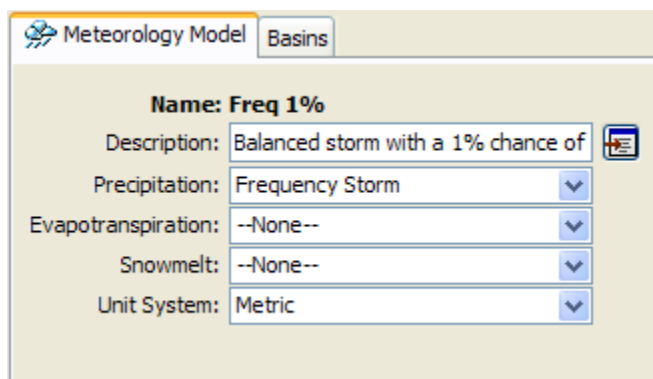 Meteorology Model Basins
Name: Freq 1%
Description: Balanced storm with a 1% chance of
Precipitation: Frequency Storm
Evapotranspiration: --None--
Snowmelt: --None--
Unit System: Metric